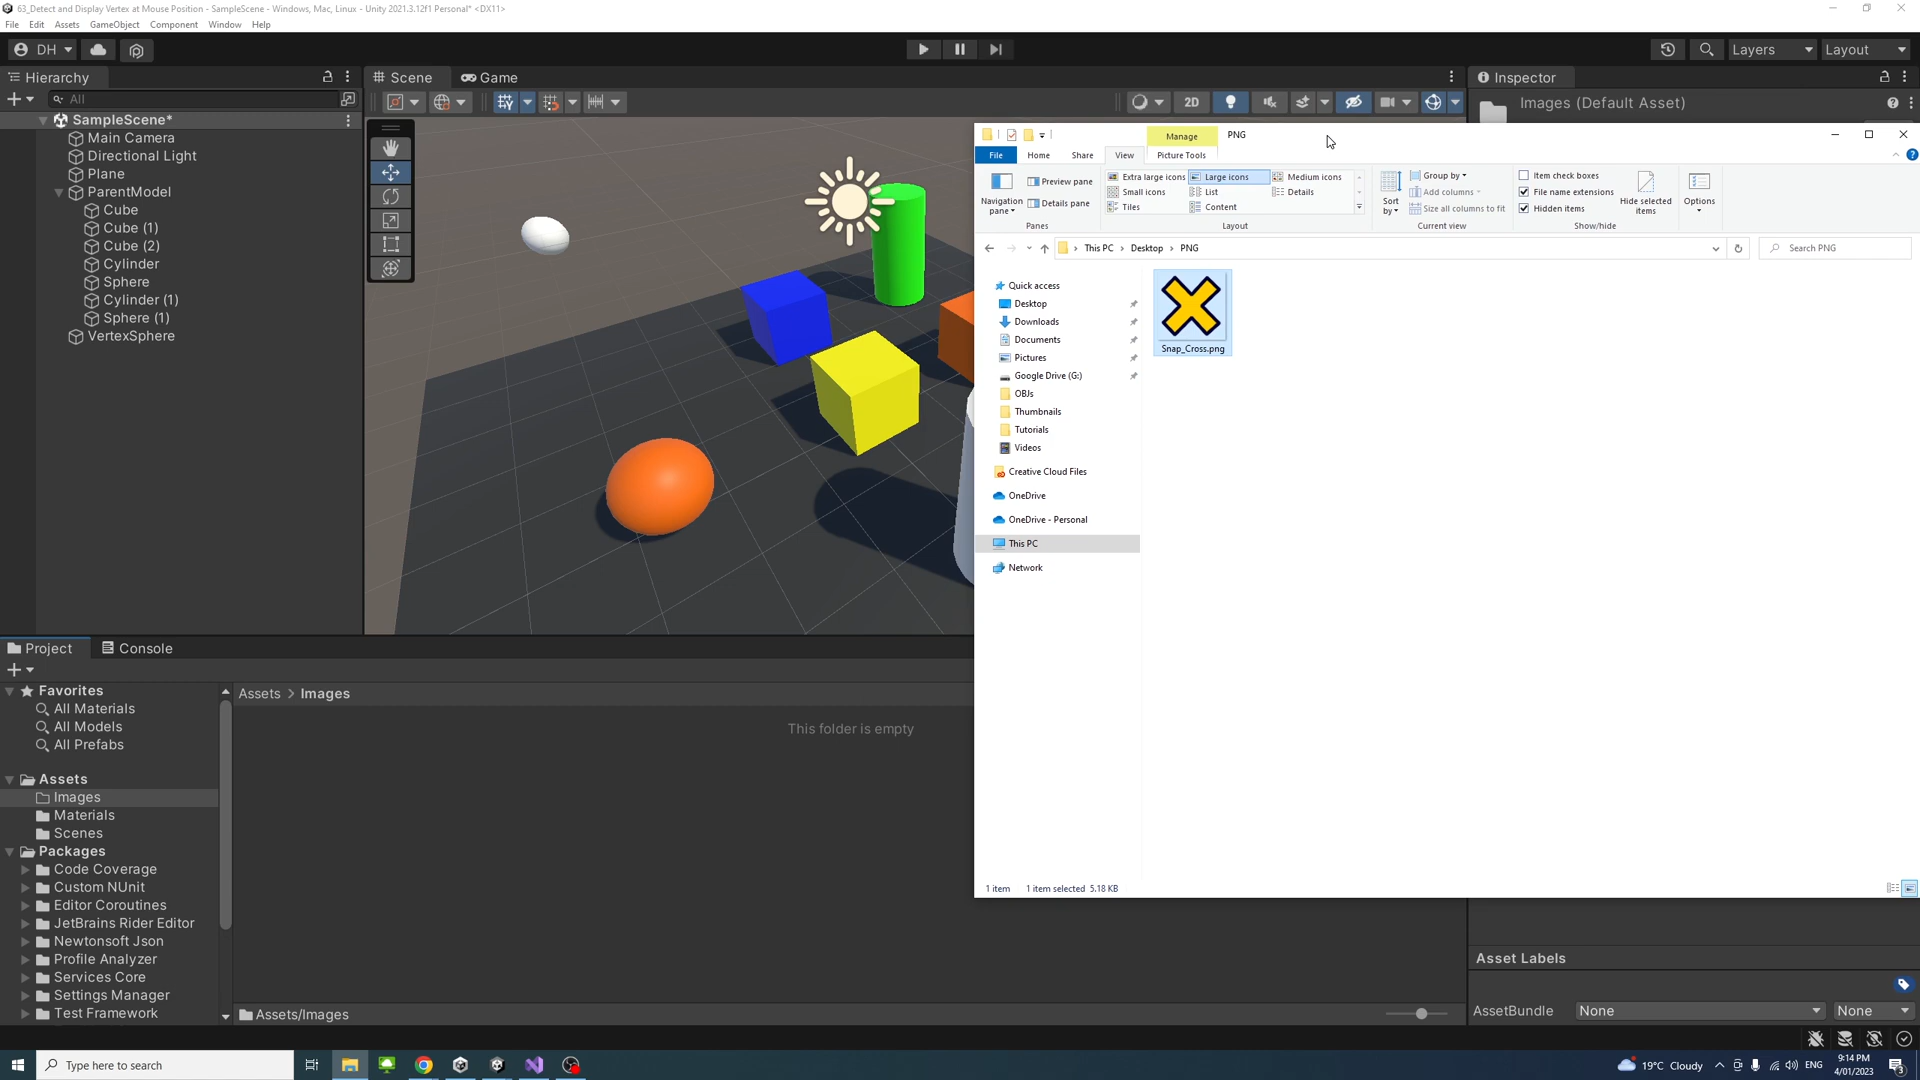 63_Detect and Display Vertex at Mouse Position - SampleScene - Windows, Mac, Linux - Unity 2021.3.12f1 Personal* <DX11>
File Edit Assets GameObject Component Window Help
DH
Layers Layout
Hierarchy
All
SampleScene*
Main Camera
Directional Light
Plane
ParentModel
Cube
Cube (1)
Cube (2)
Cylinder
Sphere
Cylinder (1)
Sphere (1)
VertexSphere
Scene Game
2D
Inspector
Images (Default Asset)
Manage PNG
File Home Share View Picture Tools
Navigation pane
Preview pane
Details pane
Panes
Extra large icons Large icons Medium icons
Small icons List Details
Tiles Content
Layout
Sort by
Group by
Add columns
Size all columns to fit
Current view
Item check boxes
File name extensions
Hidden items
Hide selected items
Show/hide
Options
This PC > Desktop > PNG
Search PNG
Quick access
Desktop
Downloads
Documents
Pictures
Google Drive (G:)
OBJs
Thumbnails
Tutorials
Videos
Creative Cloud Files
OneDrive
OneDrive - Personal
This PC
Network
Snap_Cross.png
1 item 1 item selected 5.18 KB
Project Console
Favorites
All Materials
All Models
All Prefabs
Assets
Images
Materials
Scenes
Packages
Code Coverage
Custom NUnit
Editor Coroutines
JetBrains Rider Editor
Newtonsoft Json
Profile Analyzer
Services Core
Settings Manager
Test Framework
Assets > Images
This folder is empty
Assets/Images
Asset Labels
AssetBundle None None
Type here to search
19°C Cloudy
ENG
9:14 PM
4/01/2023
3